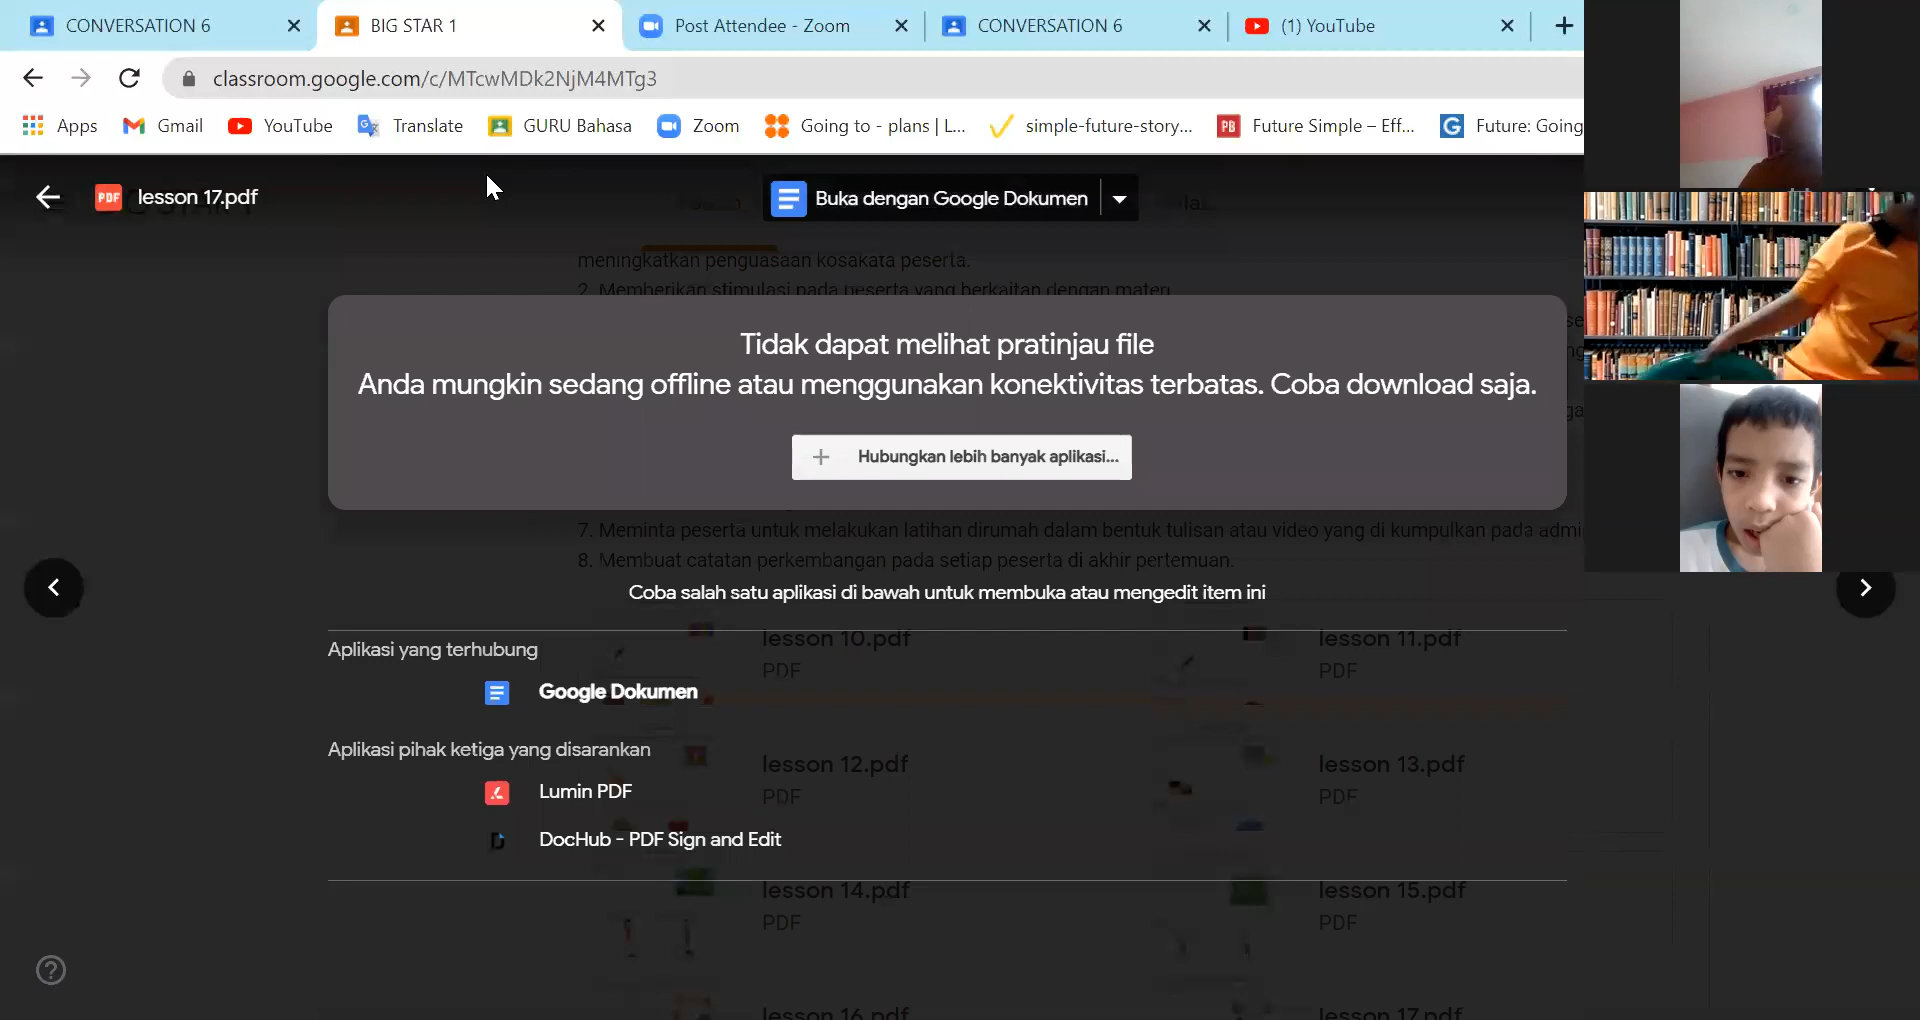 CONVERSATION 6
BIG STAR 1
Post Attendee - Zoom
CONVERSATION 6
(1) YouTube
classroom.google.com/c/MTcwMDk2NjM4MTg3
Apps
Gmail
YouTube
Translate
GURU Bahasa
Zoom
Going to - plans | L...
simple-future-story...
PB
Future Simple – Eff...
Future: Going
PDF
lesson 17.pdf
Buka dengan Google Dokumen
meningkatkan penguasaan kosakata peserta.
2. Memberikan stimulasi pada peserta yang berkaitan dengan materi
Tidak dapat melihat pratinjau file
Anda mungkin sedang offline atau menggunakan konektivitas terbatas. Coba download saja.
+ Hubungkan lebih banyak aplikasi...
7. Meminta peserta untuk melakukan latihan dirumah dalam bentuk tulisan atau video yang di kumpulkan pada admi
8. Membuat catatan perkembangan pada setiap peserta di akhir pertemuan.
Coba salah satu aplikasi di bawah untuk membuka atau mengedit item ini
lesson 10.pdf
PDF
lesson 11.pdf
PDF
Aplikasi yang terhubung
Google Dokumen
Aplikasi pihak ketiga yang disarankan
lesson 12.pdf
PDF
lesson 13.pdf
PDF
Lumin PDF
DocHub - PDF Sign and Edit
lesson 14.pdf
PDF
lesson 15.pdf
PDF
lesson 16.pdf
lesson 17.pdf